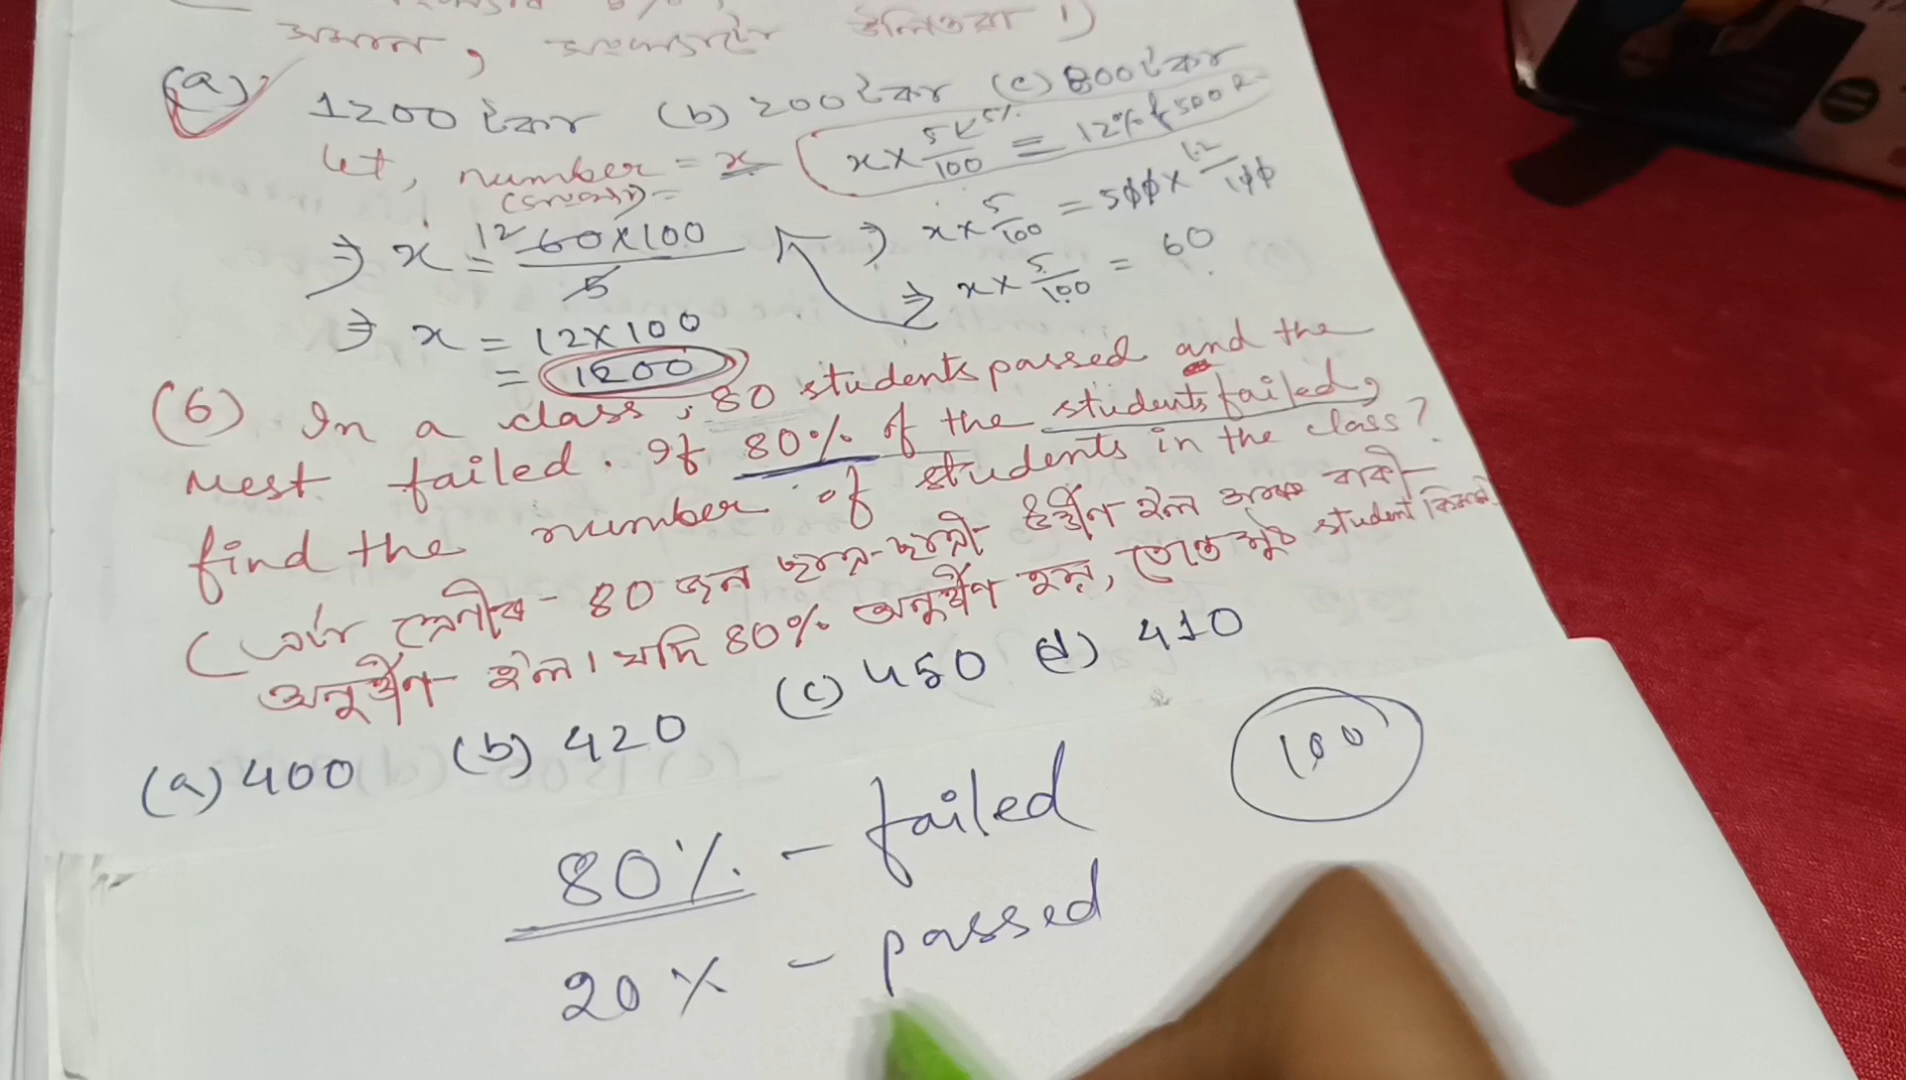 (a) 1200 টাকা (b) 200 টাকা (c) 800 টাকা
Let, number = x x × 5/100 = 12% of 500
⇒ x = 60×100/5 ⇒ x × 5/100 = 500 × 12/100
⇒ x × 5/100 = 60
⇒ x = 12×100
= 1200
(6) In a class, 80 students passed and the
rest failed. If 80% of the students failed,
find the number of students in the class?
80 জন ছাত্র-ছাত্রী উর্ত্তীণ হল বাকী
অনুর্ত্তীণ হল। যদি 80% অনুর্ত্তীণ হয়, student
(a) 400 (b) 420 (c) 450 (d) 410
100
80% - failed
20% - passed